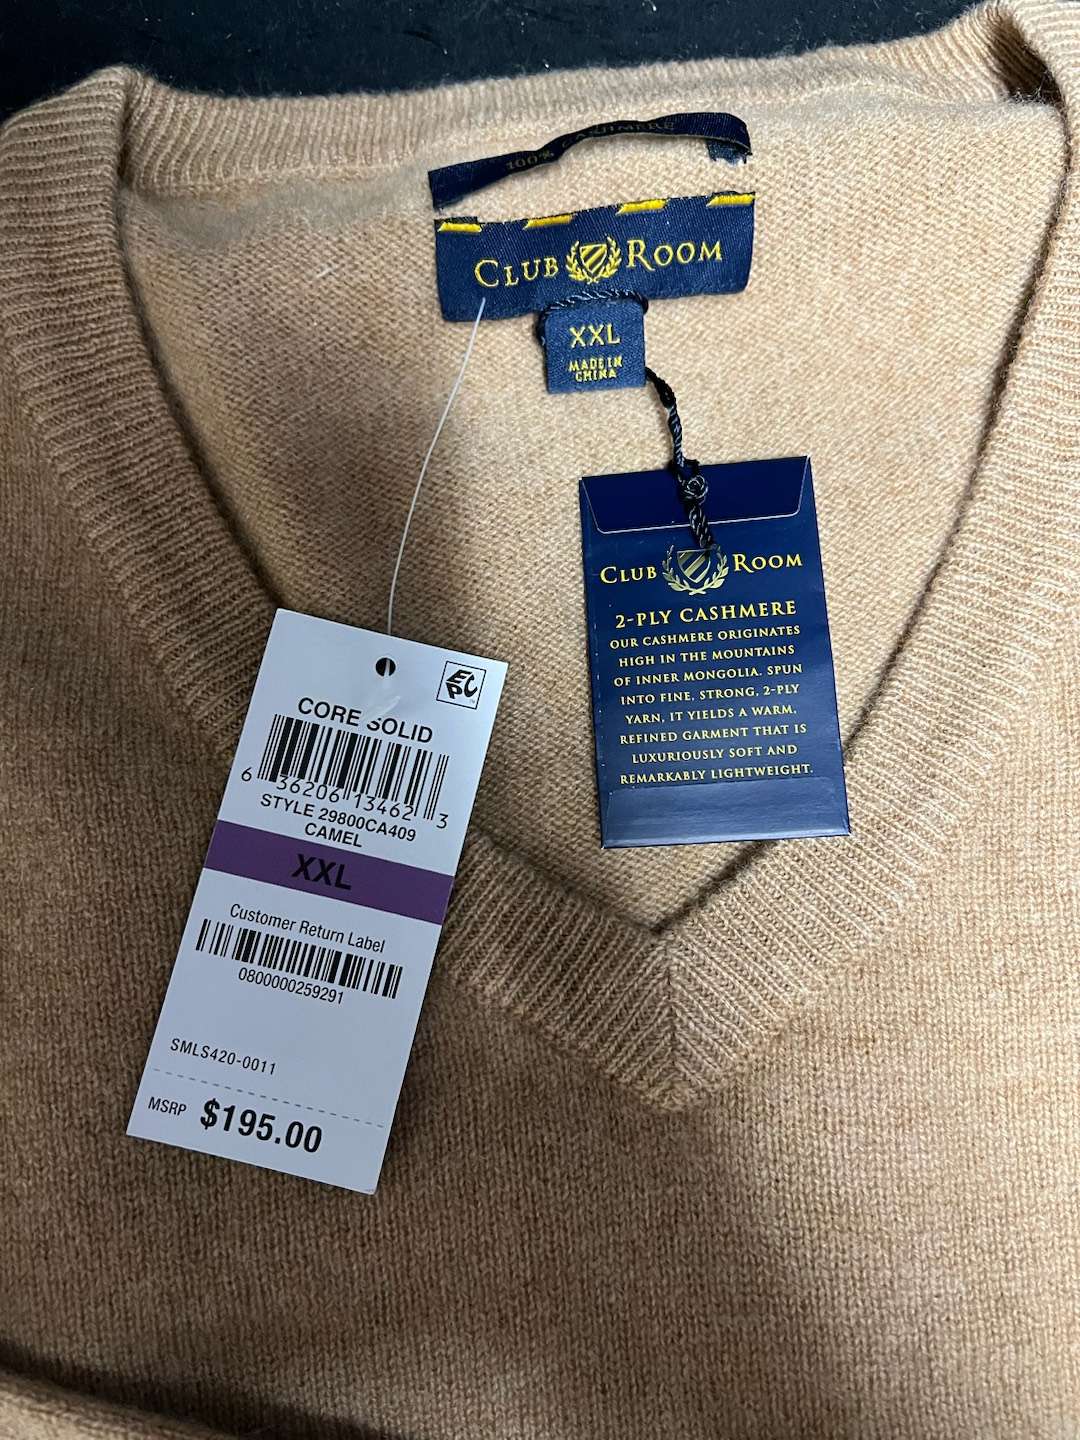 100% CASHMERE
CLUB ROOM
XXL
MADE IN
CHINA
CLUB ROOM
2-PLY CASHMERE
OUR CASHMERE ORIGINATES
HIGH IN THE MOUNTAINS
OF INNER MONGOLIA. SPUN
INTO FINE, STRONG, 2-PLY
YARN, IT YIELDS A WARM,
REFINED GARMENT THAT IS
LUXURIOUSLY SOFT AND
REMARKABLY LIGHTWEIGHT.
EPC
CORE SOLID
6 36206 13462 3
STYLE 29800CA409
CAMEL
XXL
Customer Return Label
0800000259291
SMLS420-0011
MSRP $195.00